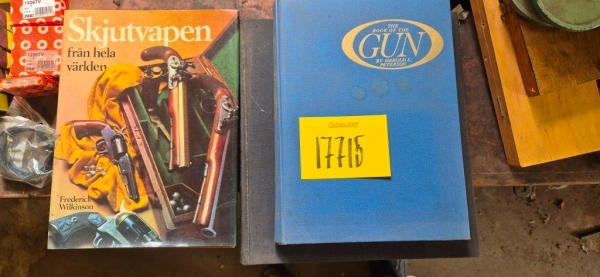 Skjutvapen
från hela
världen
Frederick
Wilkinson
THE
BOOK OF THE
GUN
BY HAROLD L.
PETERSON
17715